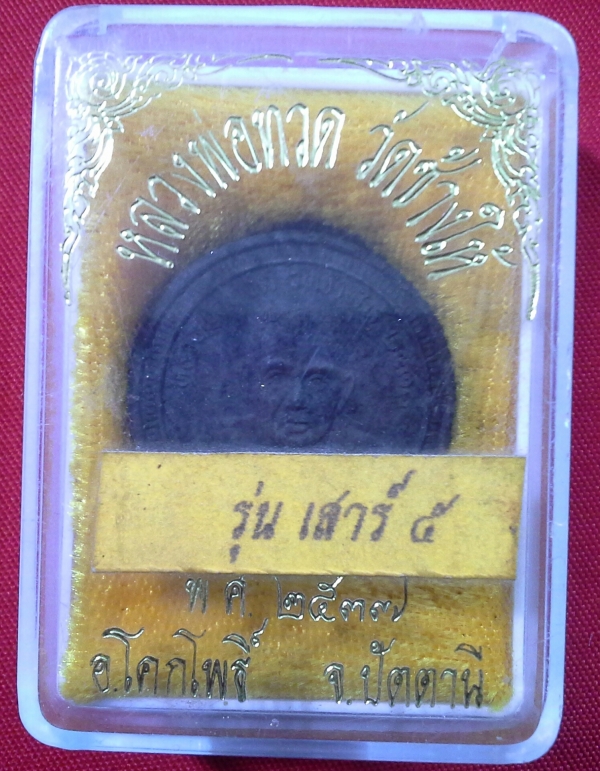 หลวงพ่อทวด วัดช้างให้
รุ่น เสาร์ ๕
พ ศ. ๒๕๓๗
อ.โคกโพธิ์ จ.ปัตตานี